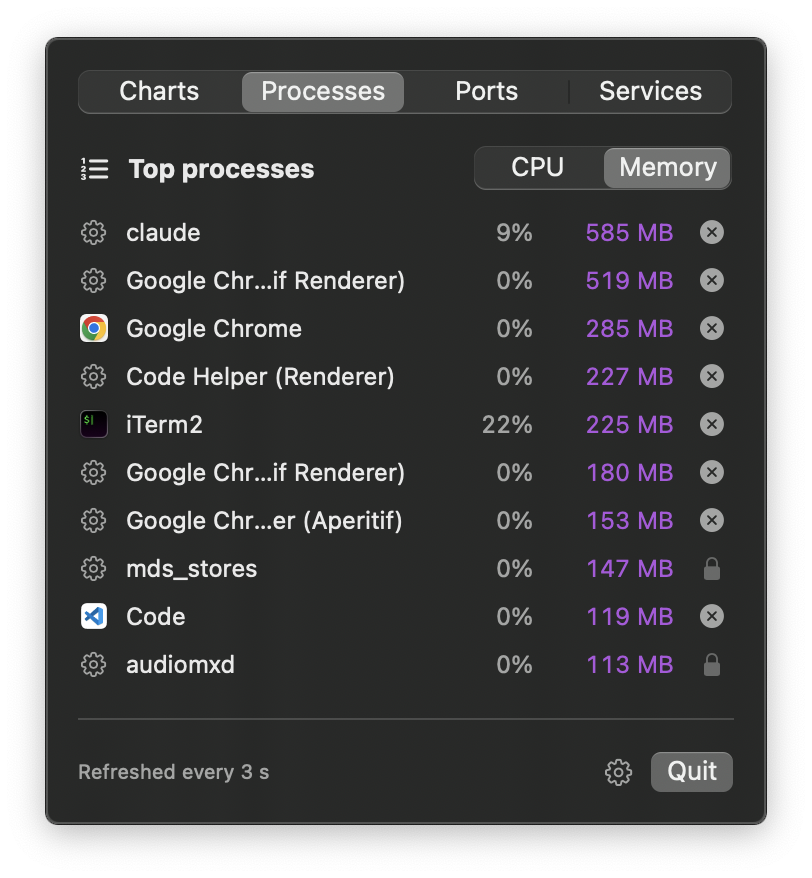 Charts Processes Ports Services
Top processes CPU Memory
claude 9% 585 MB
Google Chr...if Renderer) 0% 519 MB
Google Chrome 0% 285 MB
Code Helper (Renderer) 0% 227 MB
iTerm2 22% 225 MB
Google Chr...if Renderer) 0% 180 MB
Google Chr...er (Aperitif) 0% 153 MB
mds_stores 0% 147 MB
Code 0% 119 MB
audiomxd 0% 113 MB
Refreshed every 3 s Quit